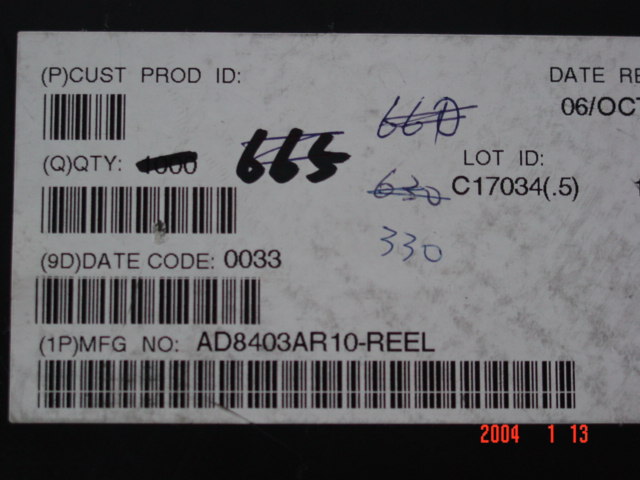 (P)CUST PROD ID:
DATE RE
06/OCT
660
(Q)QTY: 1000 665
LOT ID:
630 C17034(.5)
330
(9D)DATE CODE: 0033
(1P)MFG NO: AD8403AR10-REEL
2004 1 13